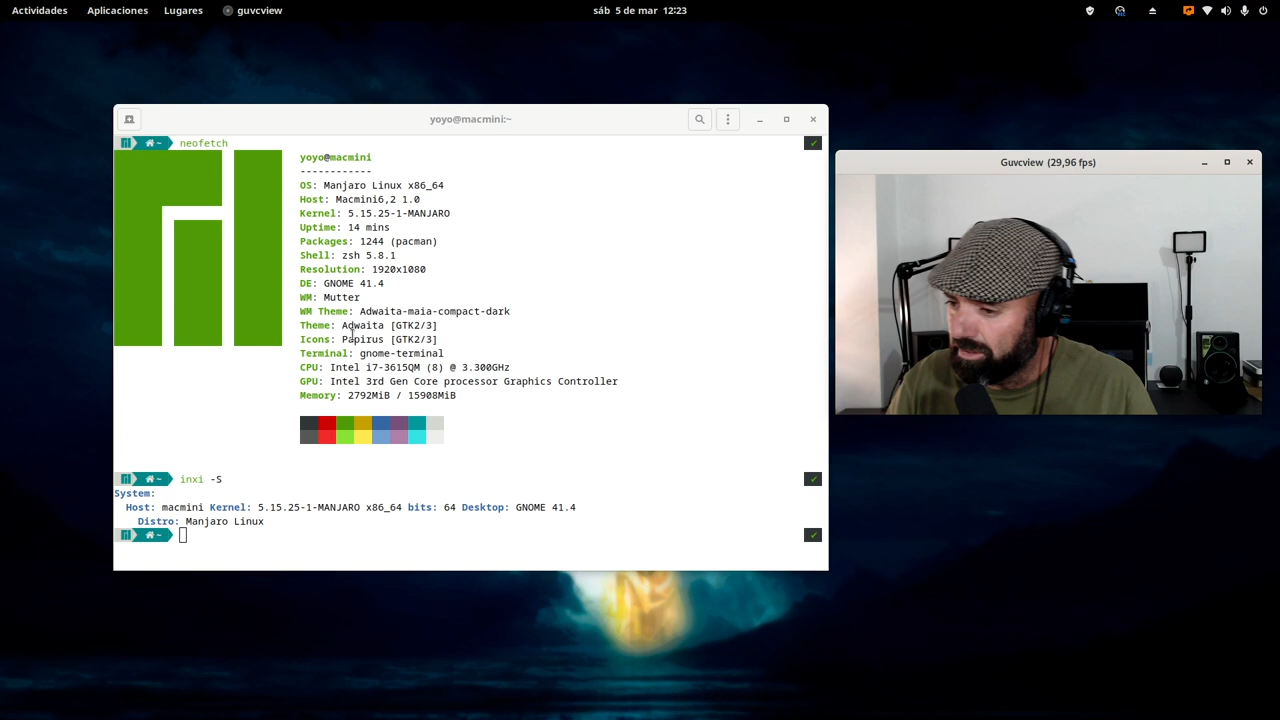 Actividades Aplicaciones Lugares guvcview sáb 5 de mar 12:23
yoyo@macmini:~
~ neofetch
yoyo@macmini
------------
OS: Manjaro Linux x86_64
Host: Macmini6,2 1.0
Kernel: 5.15.25-1-MANJARO
Uptime: 14 mins
Packages: 1244 (pacman)
Shell: zsh 5.8.1
Resolution: 1920x1080
DE: GNOME 41.4
WM: Mutter
WM Theme: Adwaita-maia-compact-dark
Theme: Adwaita [GTK2/3]
Icons: Papirus [GTK2/3]
Terminal: gnome-terminal
CPU: Intel i7-3615QM (8) @ 3.300GHz
GPU: Intel 3rd Gen Core processor Graphics Controller
Memory: 2792MiB / 15908MiB
~ inxi -S
System:
Host: macmini Kernel: 5.15.25-1-MANJARO x86_64 bits: 64 Desktop: GNOME 41.4
Distro: Manjaro Linux
~
Guvcview (29,96 fps)